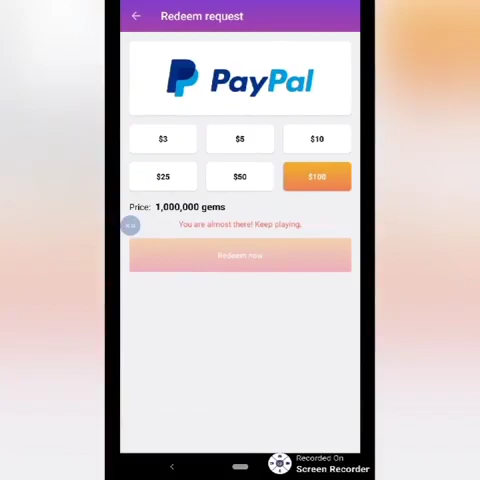 Redeem request
PayPal
$3 $5 $10
$25 $50 $100
Price: 1,000,000 gems
You are almost there! Keep playing.
Redeem now
Recorded On
Screen Recorder